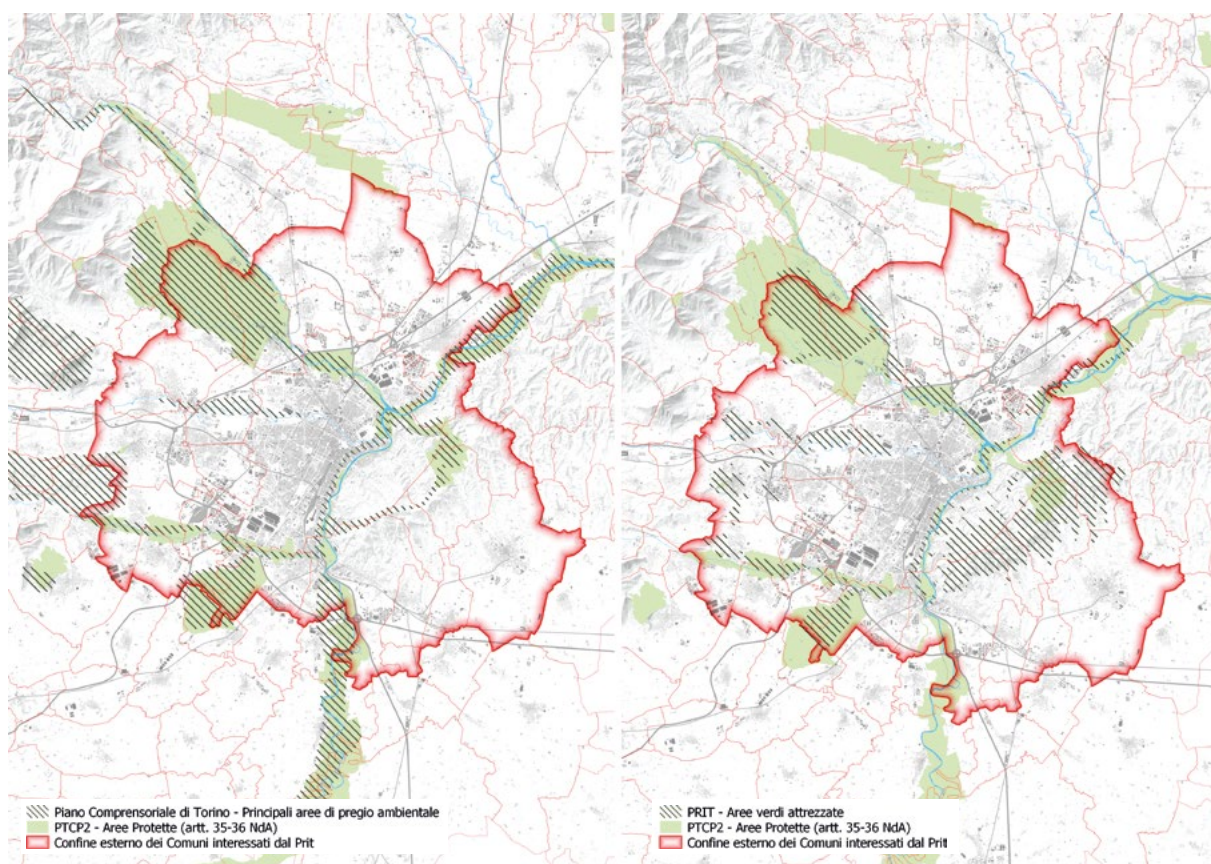 Piano Comprensoriale di Torino - Principali aree di pregio ambientale
PTCP2 - Aree Protette (artt. 35-36 NdA)
Confine esterno dei Comuni interessati dal Prit
PRIT - Aree verdi attrezzate
PTCP2 - Aree Protette (artt. 35-36 NdA)
Confine esterno dei Comuni interessati dal Prit